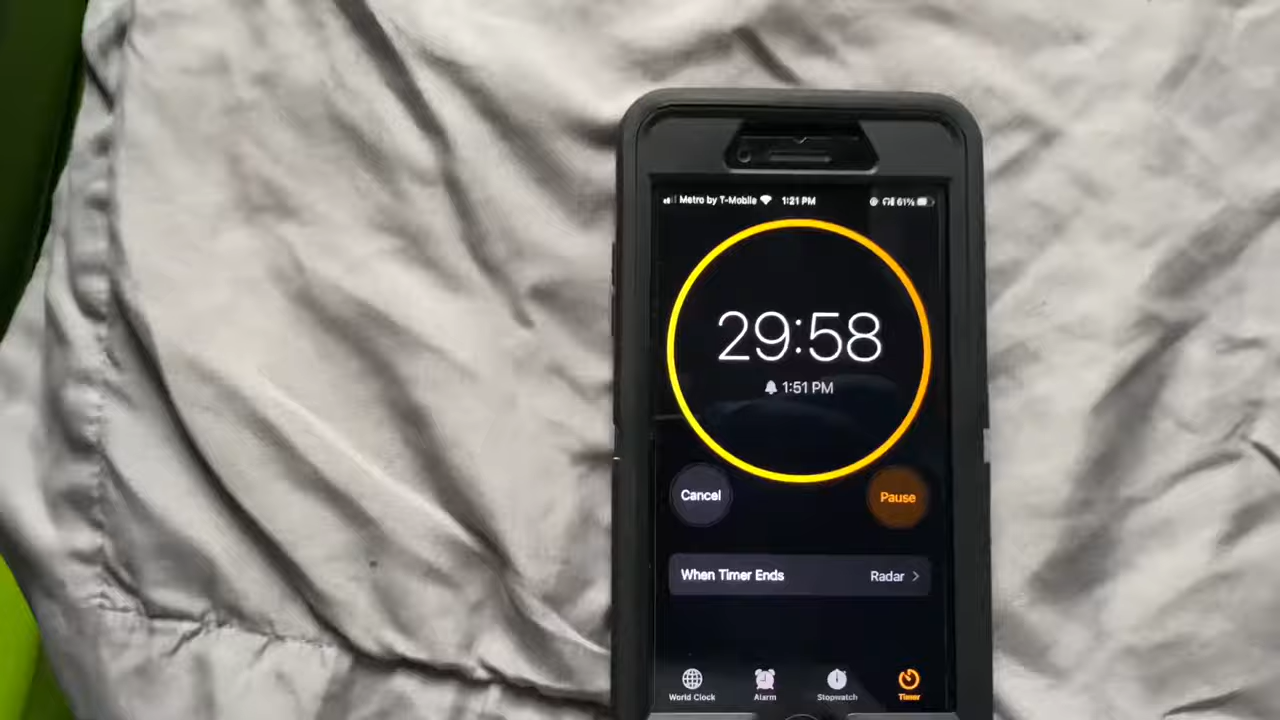 Metro by T-Mobile 1:21 PM 61%
29:58
1:51 PM
Cancel Pause
When Timer Ends Radar
World Clock Alarm Stopwatch Timer